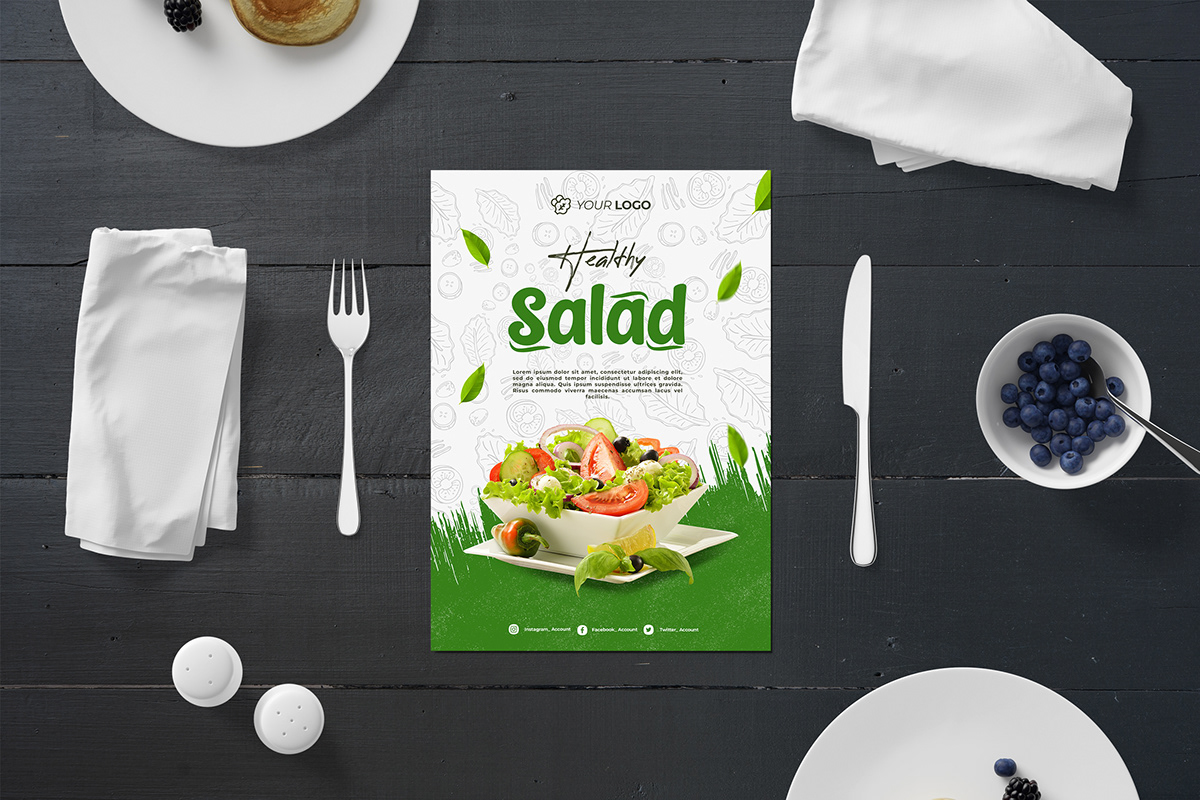 YOUR LOGO
Healthy
Salad
Lorem ipsum dolor sit amet, consectetur adipiscing elit,
sed do eiusmod tempor incididunt ut labore et dolore
magna aliqua. Quis ipsum suspendisse ultrices gravida.
Risus commodo viverra maecenas accumsan lacus vel
facilisis.
Instagram_Account Facebook_Account Twitter_Account